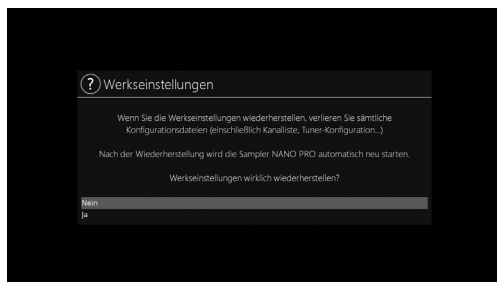 ? Werkseinstellungen
Wenn Sie die Werkseinstellungen wiederherstellen, verlieren Sie sämtliche
Konfigurationsdateien (einschließlich Kanalliste, Tuner-Konfiguration...)
Nach der Wiederherstellung wird die Sampler NANO PRO automatisch neu starten.
Werkseinstellungen wirklich wiederherstellen?
Nein
Ja